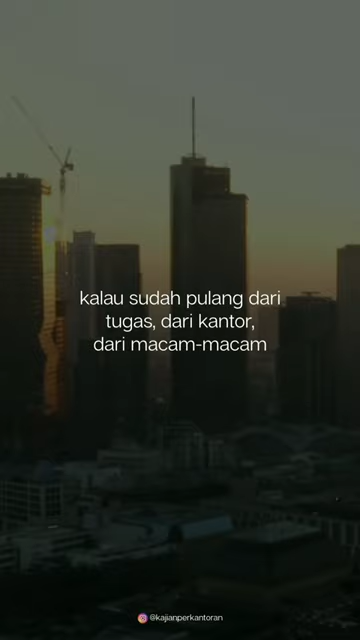 kalau sudah pulang dari
tugas, dari kantor,
dari macam-macam
@kajianperkantoran